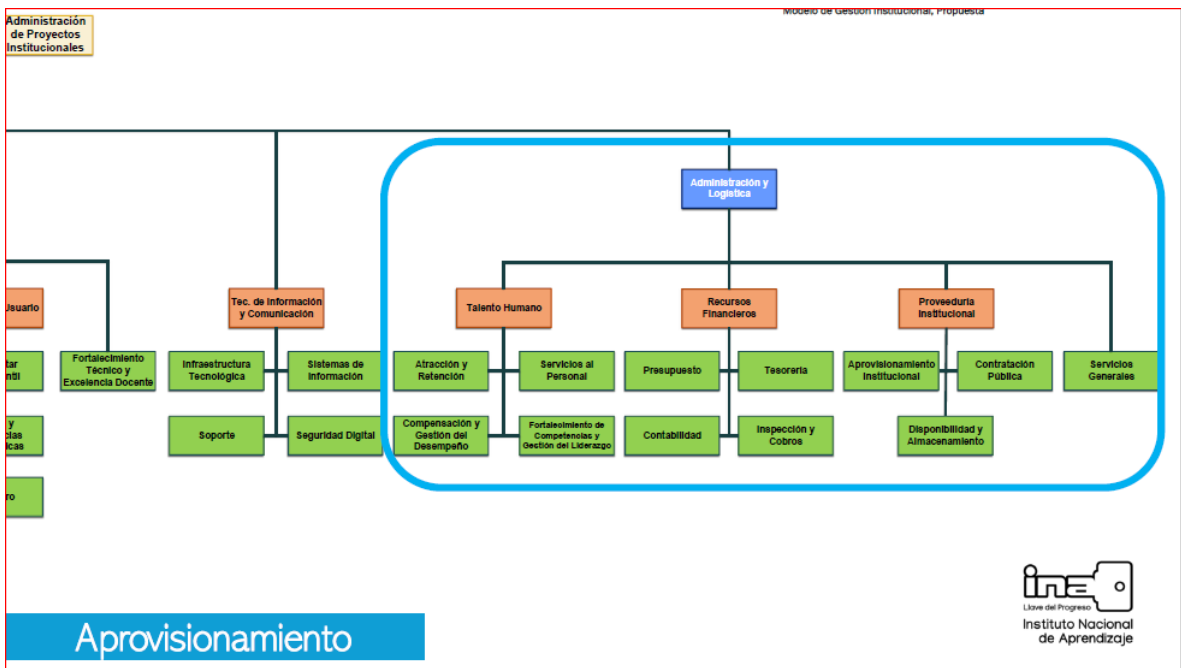 Modelo de Gestión Institucional, Propuesta
Administración
de Proyectos
Institucionales
Administración y
Logística
Usuario
Tec. de Información
y Comunicación
Talento Humano
Recursos
Financieros
Proveeduría
Institucional
Fortalecimiento
Técnico y
Excelencia Docente
Infraestructura
Tecnológica
Sistemas de
Información
Atracción y
Retención
Servicios al
Personal
Presupuesto
Tesorería
Aprovisionamiento
Institucional
Contratación
Pública
Servicios
Generales
y
Soporte
Seguridad Digital
Compensación y
Gestión del
Desempeño
Fortalecimiento de
Competencias y
Gestión del Liderazgo
Contabilidad
Inspección y
Cobros
Disponibilidad y
Almacenamiento
ina
Llave del Progreso
Instituto Nacional
de Aprendizaje
Aprovisionamiento